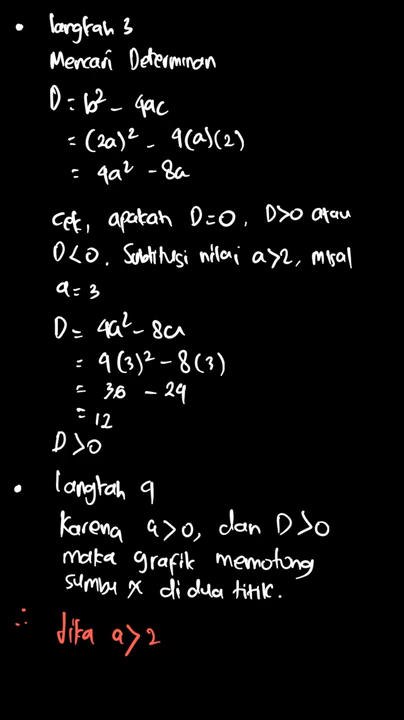 • langkah 3
Mencari Determinan
D = b² - 4ac
= (2a)² - 4(a)(2)
= 4a² - 8a
cek, apakah D=0, D>0 atau
D<0. Substitusi nilai a>2, misal
a = 3
D = 4a² - 8a
= 4(3)² - 8(3)
= 36 - 24
= 12
D>0
• langkah 4
karena a>0, dan D>0
maka grafik memotong
sumbu x di dua titik.
∴ Jika a>2